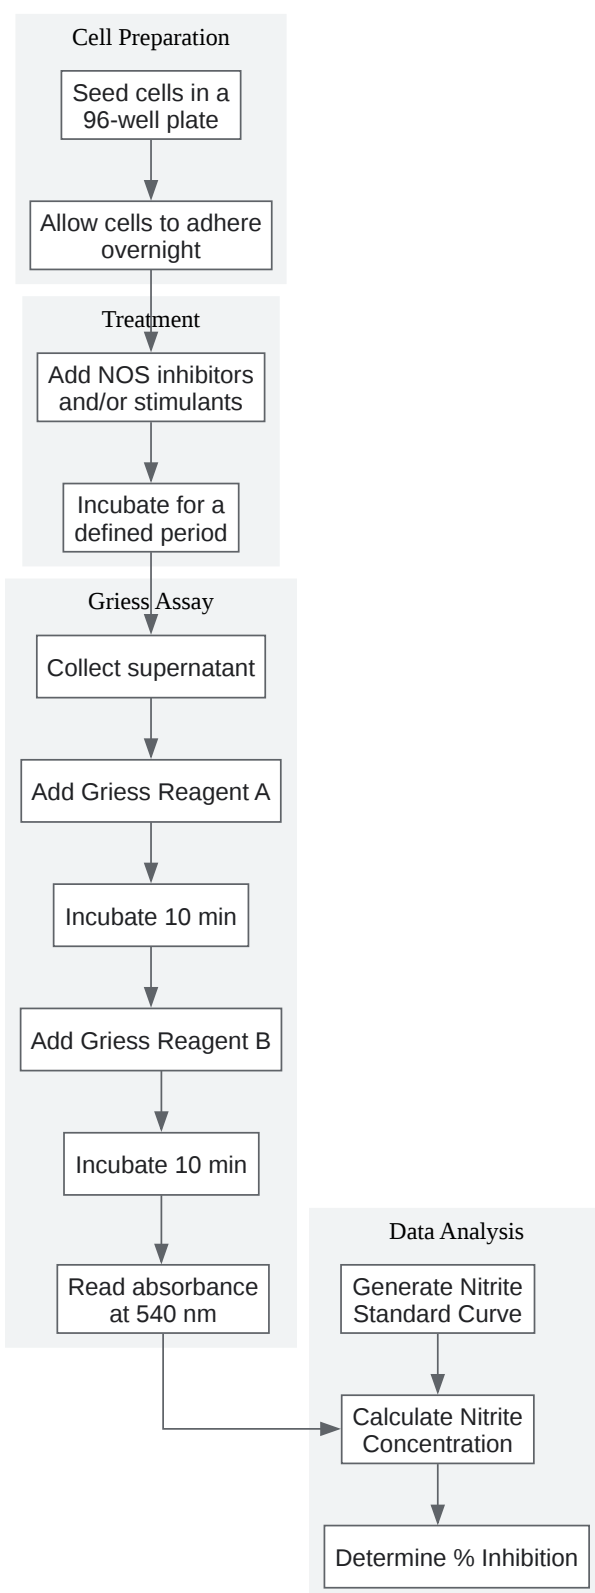 Cell Preparation
Seed cells in a
96-well plate
Allow cells to adhere
overnight
Treatment
Add NOS inhibitors
and/or stimulants
Incubate for a
defined period
Griess Assay
Collect supernatant
Add Griess Reagent A
Incubate 10 min
Add Griess Reagent B
Incubate 10 min
Read absorbance
at 540 nm
Data Analysis
Generate Nitrite
Standard Curve
Calculate Nitrite
Concentration
Determine % Inhibition